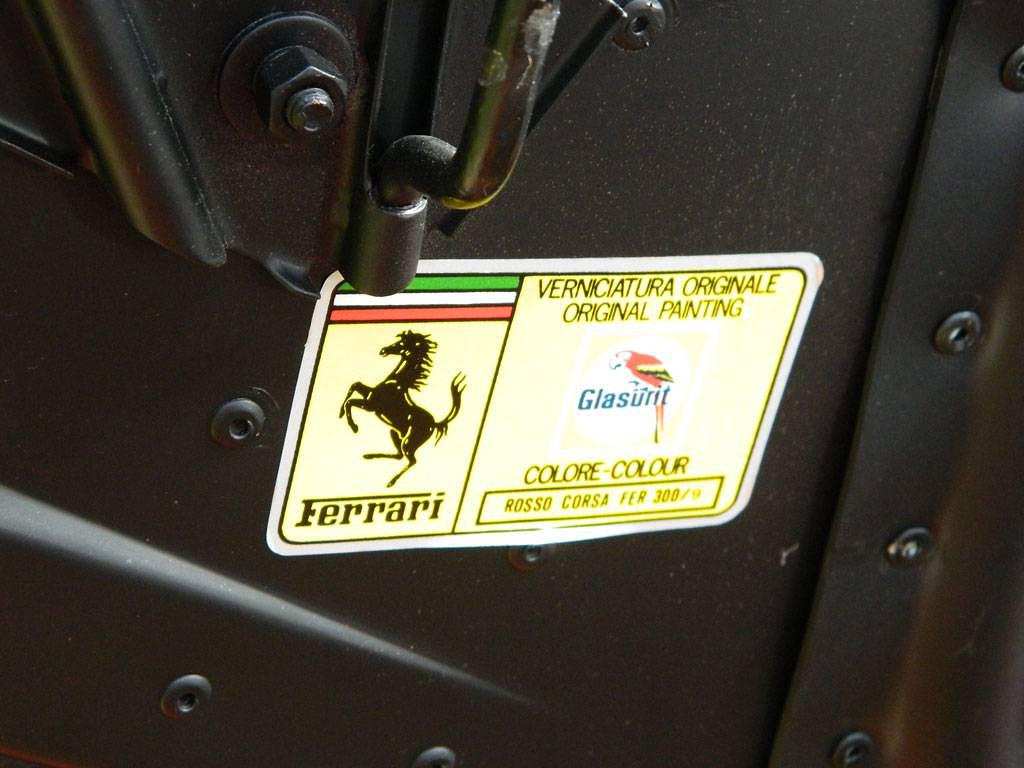 VERNICIATURA ORIGINALE
ORIGINAL PAINTING
Glasurit
COLORE-COLOUR
ROSSO CORSA FER 300/9
Ferrari